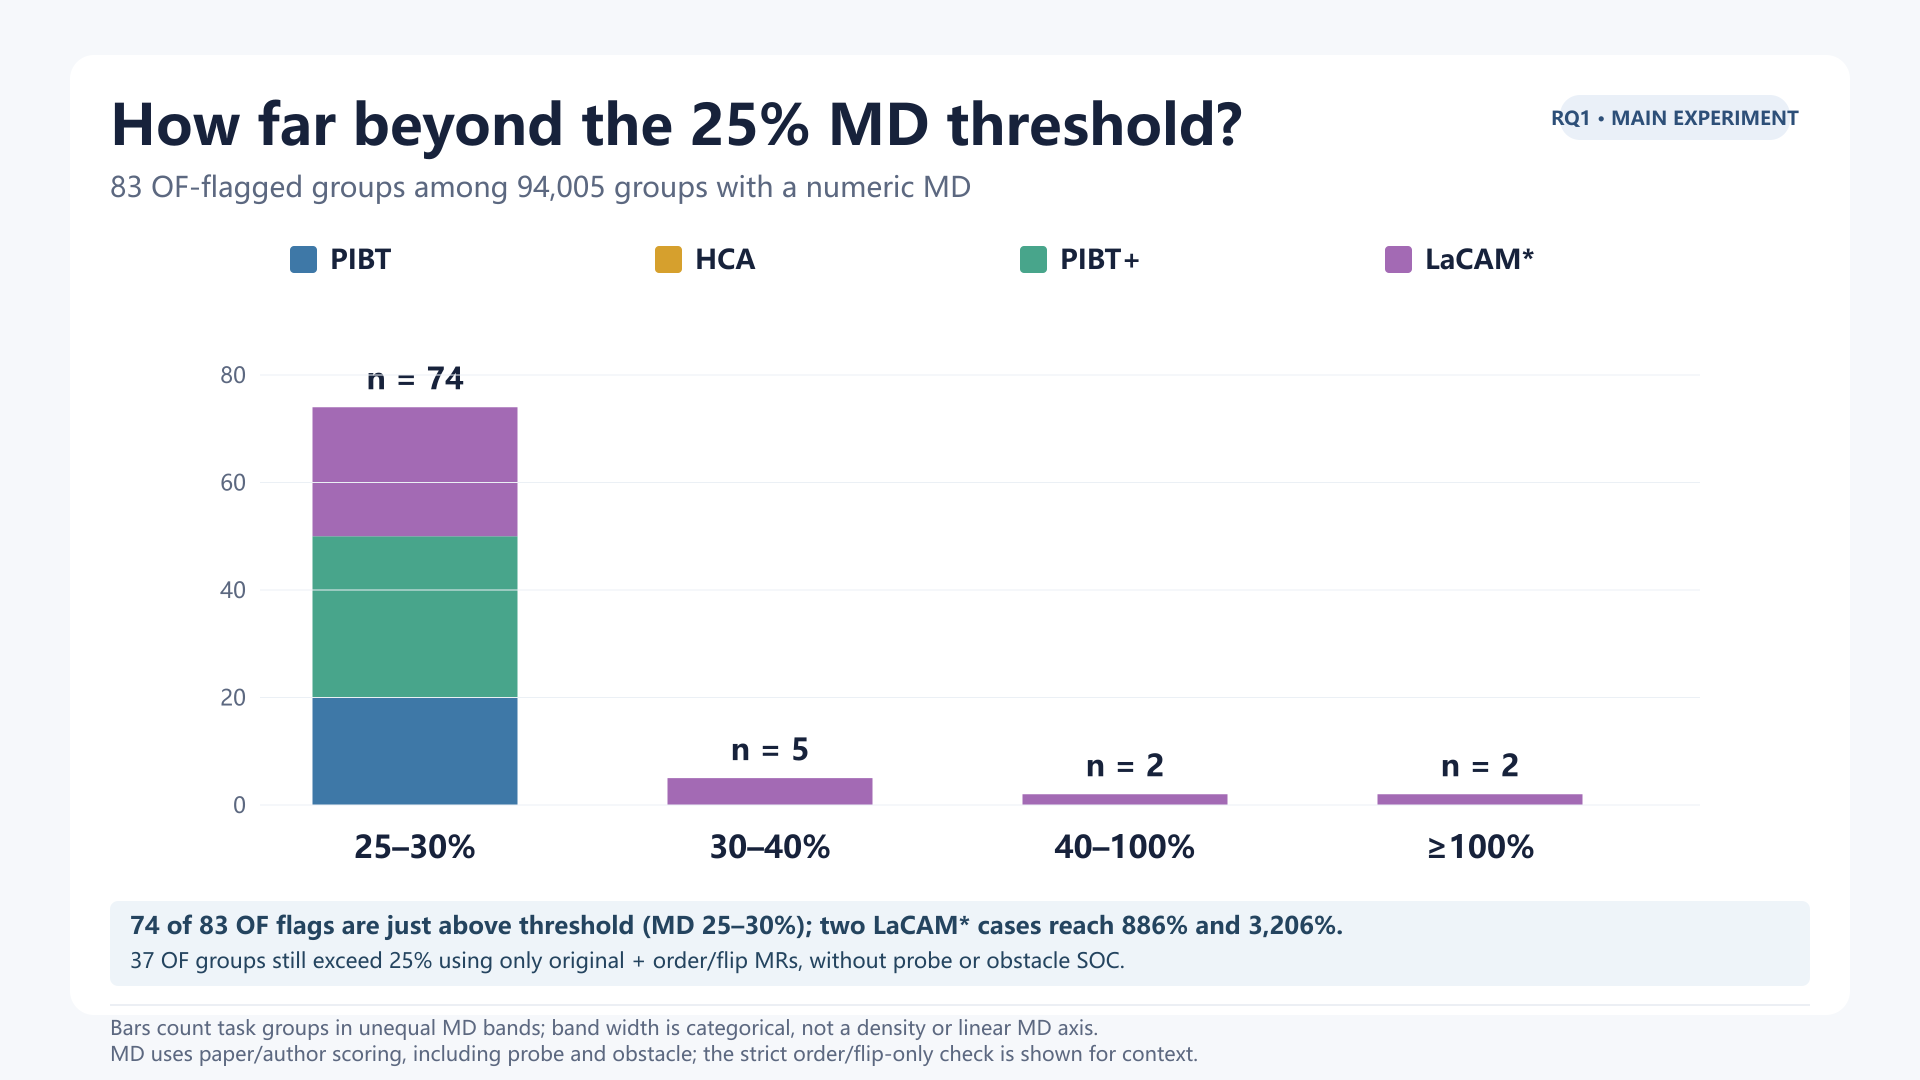 How far beyond the 25% MD threshold?
RQ1 • MAIN EXPERIMENT
83 OF-flagged groups among 94,005 groups with a numeric MD
PIBT
HCA
PIBT+
LaCAM*
80
60
40
20
0
n = 74
n = 5
n = 2
n = 2
25–30%
30–40%
40–100%
≥100%
74 of 83 OF flags are just above threshold (MD 25–30%); two LaCAM* cases reach 886% and 3,206%.
37 OF groups still exceed 25% using only original + order/flip MRs, without probe or obstacle SOC.
Bars count task groups in unequal MD bands; band width is categorical, not a density or linear MD axis.
MD uses paper/author scoring, including probe and obstacle; the strict order/flip-only check is shown for context.